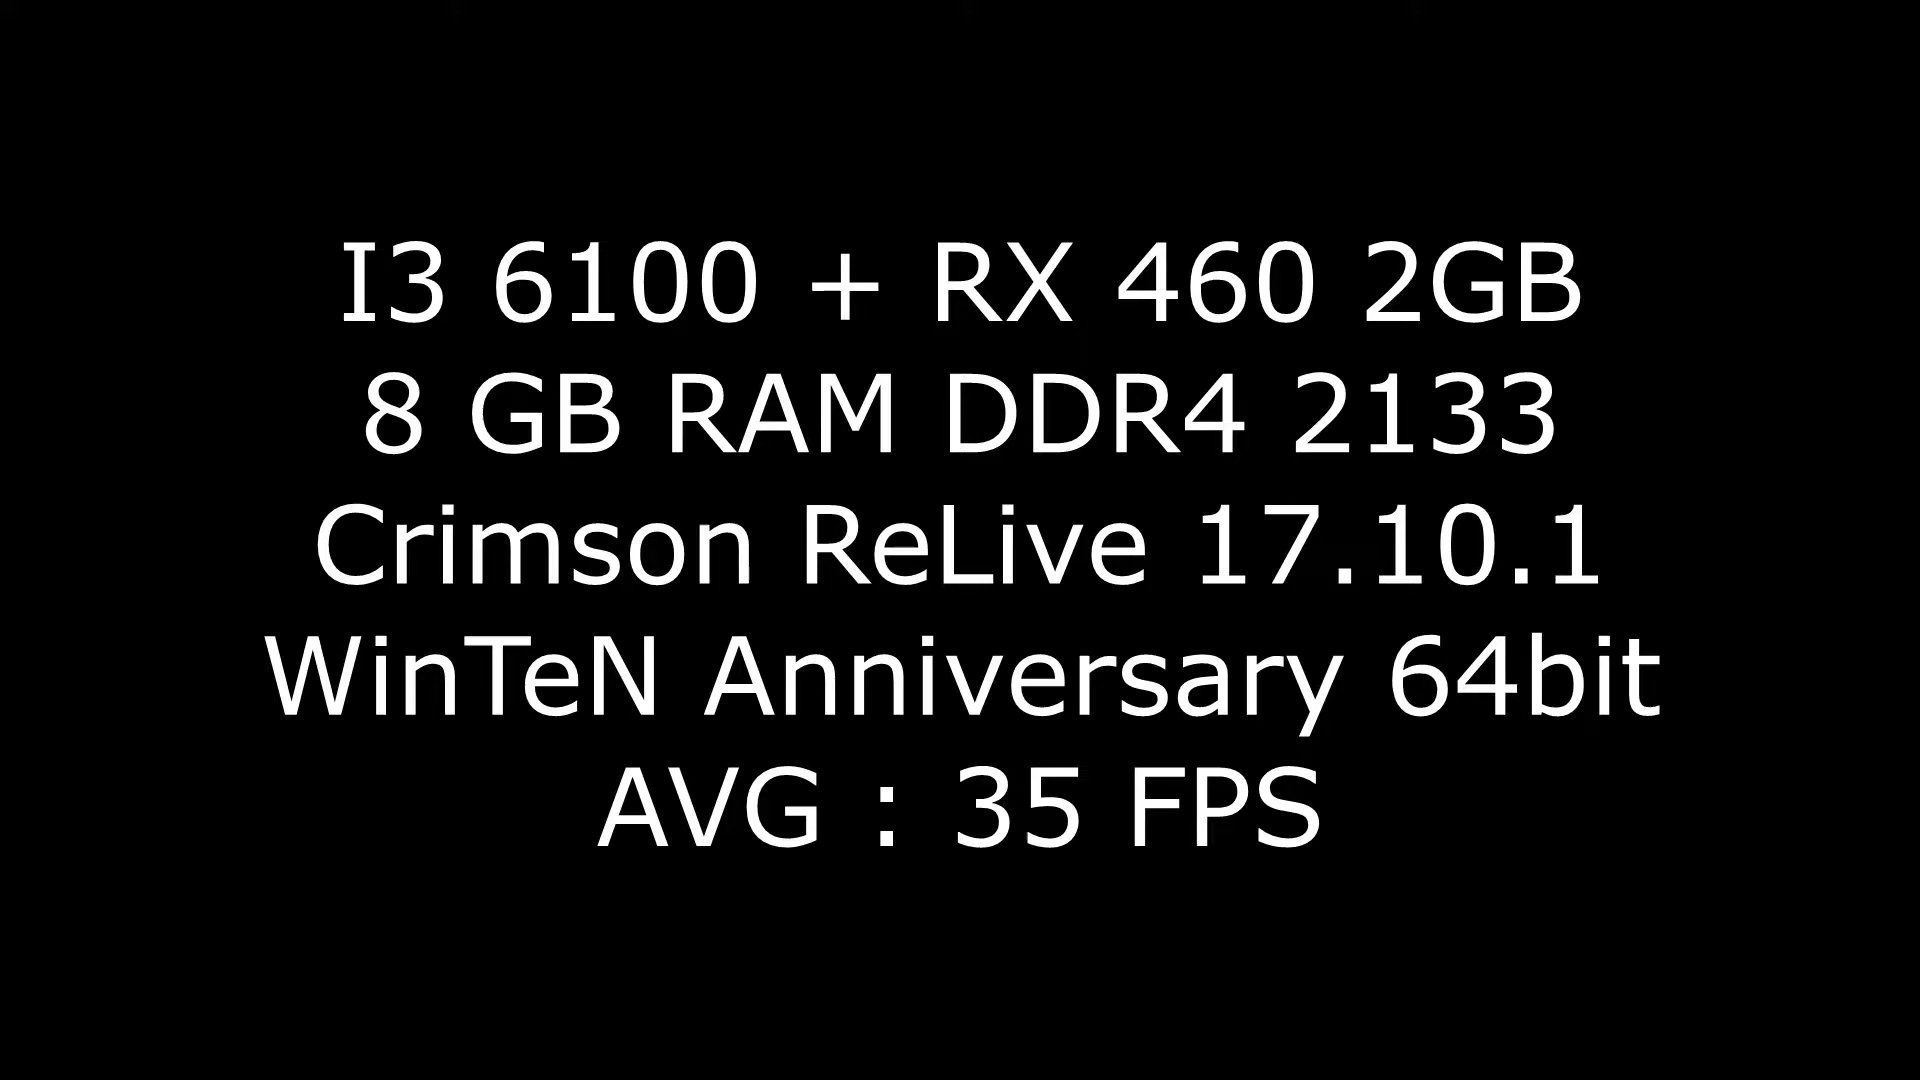 I3 6100 + RX 460 2GB
8 GB RAM DDR4 2133
Crimson ReLive 17.10.1
WinTeN Anniversary 64bit
AVG : 35 FPS